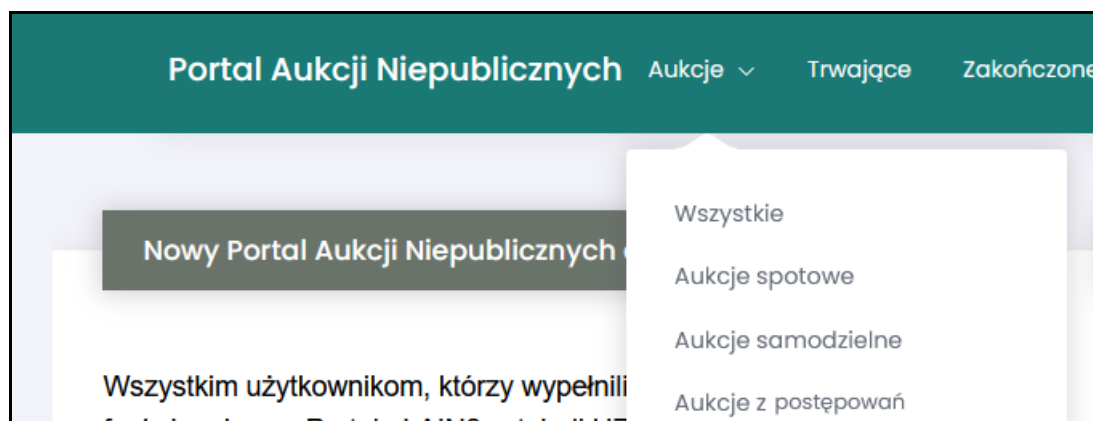 Portal Aukcji Niepublicznych Aukcje Trwające Zakończone
Wszystkie
Nowy Portal Aukcji Niepublicznych
Aukcje spotowe
Aukcje samodzielne
Wszystkim użytkownikom, którzy wypełnili
Aukcje z postępowań